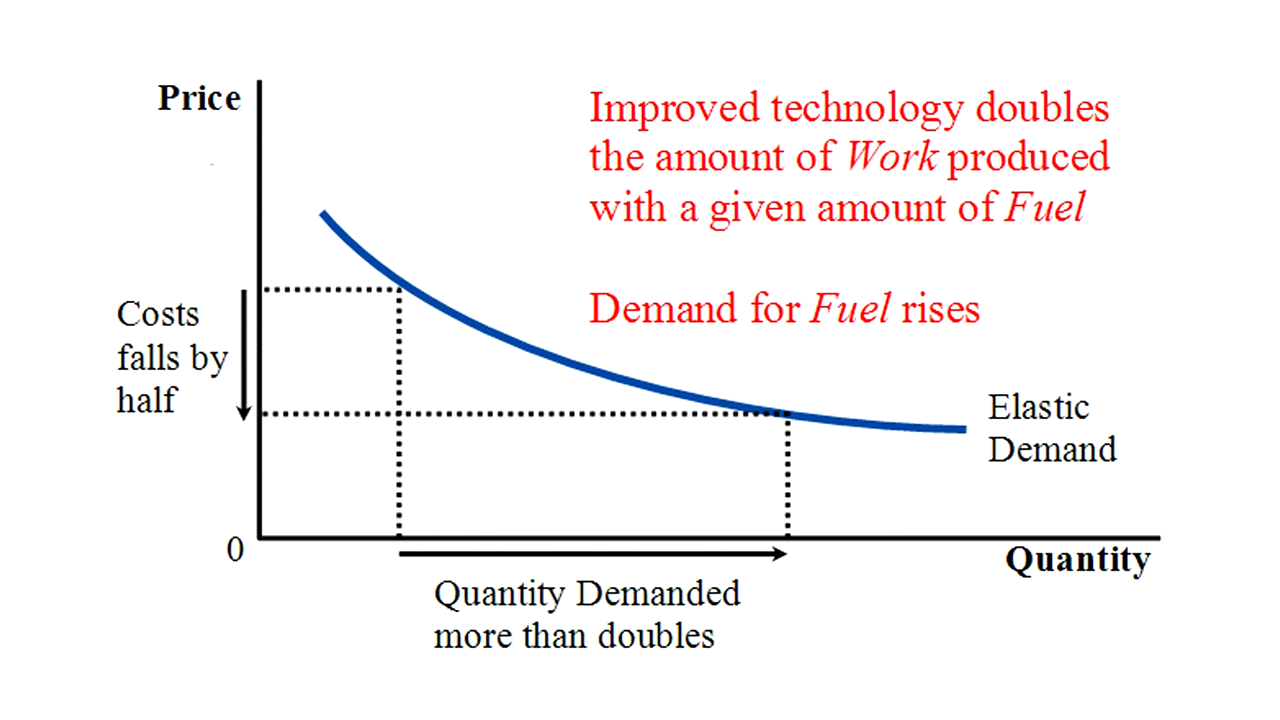 Price
Improved technology doubles
the amount of Work produced
with a given amount of Fuel
Demand for Fuel rises
Costs
falls by
half
Elastic
Demand
0
Quantity
Quantity Demanded
more than doubles